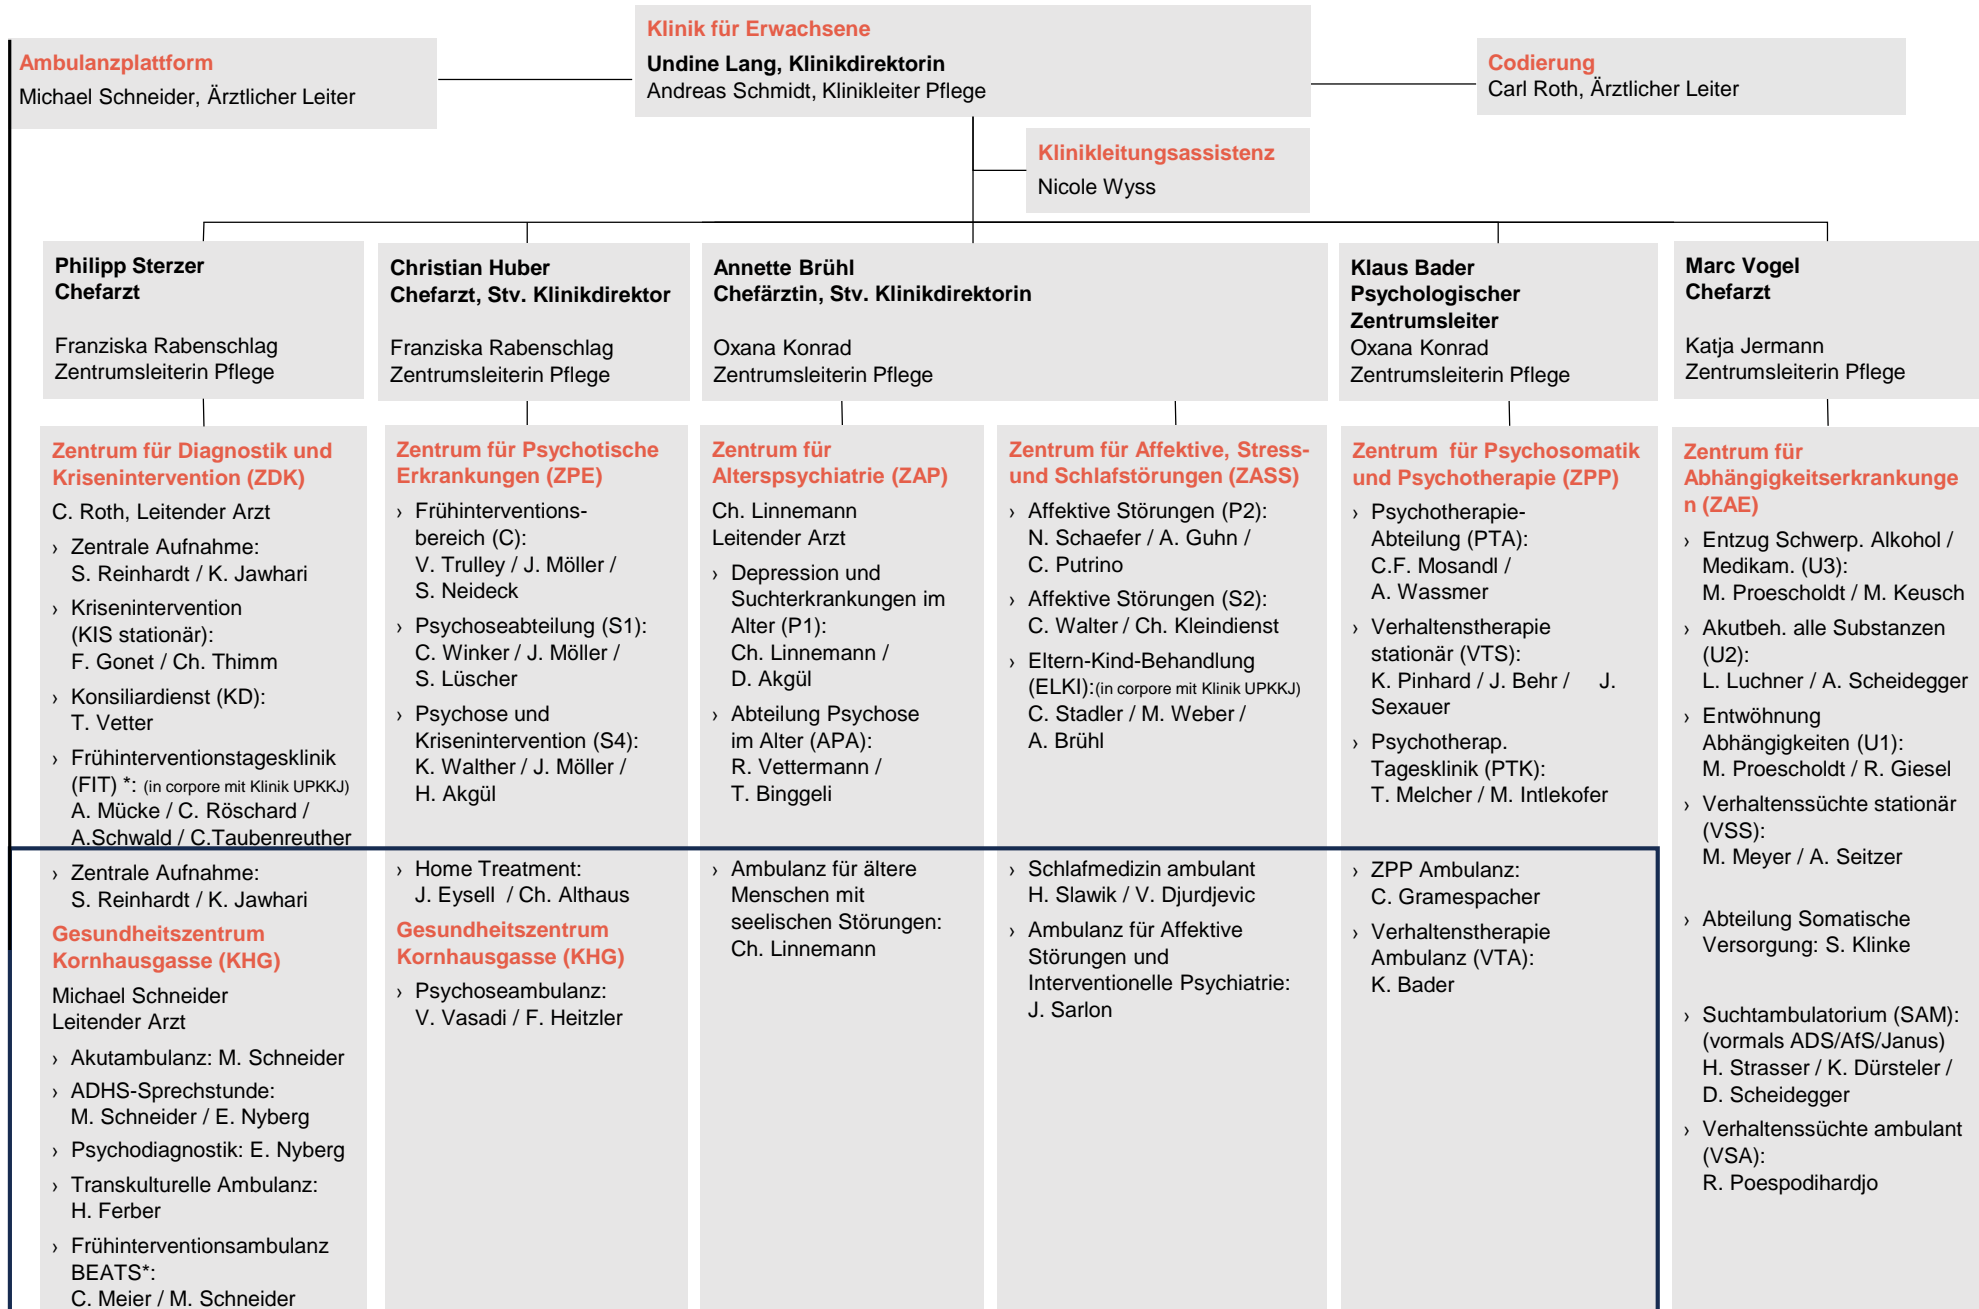 Klinik für Erwachsene
Undine Lang, Klinikdirektorin
Andreas Schmidt, Klinikleiter Pflege
Ambulanzplattform
Michael Schneider, Ärztlicher Leiter
Codierung
Carl Roth, Ärztlicher Leiter
Klinikleitungsassistenz
Nicole Wyss
Philipp Sterzer
Chefarzt
Franziska Rabenschlag
Zentrumsleiterin Pflege
Christian Huber
Chefarzt, Stv. Klinikdirektor
Franziska Rabenschlag
Zentrumsleiterin Pflege
Annette Brühl
Chefärztin, Stv. Klinikdirektorin
Oxana Konrad
Zentrumsleiterin Pflege
Klaus Bader
Psychologischer
Zentrumsleiter
Oxana Konrad
Zentrumsleiterin Pflege
Marc Vogel
Chefarzt
Katja Jermann
Zentrumsleiterin Pflege
Zentrum für Diagnostik und
Krisenintervention (ZDK)
C. Roth, Leitender Arzt
› Zentrale Aufnahme:
S. Reinhardt / K. Jawhari
› Krisenintervention
(KIS stationär):
F. Gonet / Ch. Thimm
› Konsiliardienst (KD):
T. Vetter
› Frühinterventionstagesklinik
(FIT) *: (in corpore mit Klinik UPKKJ)
A. Mücke / C. Röschard /
A.Schwald / C.Taubenreuther
› Zentrale Aufnahme:
S. Reinhardt / K. Jawhari
Gesundheitszentrum
Kornhausgasse (KHG)
Michael Schneider
Leitender Arzt
› Akutambulanz: M. Schneider
› ADHS-Sprechstunde:
M. Schneider / E. Nyberg
› Psychodiagnostik: E. Nyberg
› Transkulturelle Ambulanz:
H. Ferber
› Frühinterventionsambulanz
BEATS*:
C. Meier / M. Schneider
Zentrum für Psychotische
Erkrankungen (ZPE)
› Frühinterventions-
bereich (C):
V. Trulley / J. Möller /
S. Neideck
› Psychoseabteilung (S1):
C. Winker / J. Möller /
S. Lüscher
› Psychose und
Krisenintervention (S4):
K. Walther / J. Möller /
H. Akgül
› Home Treatment:
J. Eysell / Ch. Althaus
Gesundheitszentrum
Kornhausgasse (KHG)
› Psychoseambulanz:
V. Vasadi / F. Heitzler
Zentrum für
Alterspsychiatrie (ZAP)
Ch. Linnemann
Leitender Arzt
› Depression und
Suchterkrankungen im
Alter (P1):
Ch. Linnemann /
D. Akgül
› Abteilung Psychose
im Alter (APA):
R. Vettermann /
T. Binggeli
› Ambulanz für ältere
Menschen mit
seelischen Störungen:
Ch. Linnemann
Zentrum für Affektive, Stress-
und Schlafstörungen (ZASS)
› Affektive Störungen (P2):
N. Schaefer / A. Guhn /
C. Putrino
› Affektive Störungen (S2):
C. Walter / Ch. Kleindienst
› Eltern-Kind-Behandlung
(ELKI):(in corpore mit Klinik UPKKJ)
C. Stadler / M. Weber /
A. Brühl
› Schlafmedizin ambulant
H. Slawik / V. Djurdjevic
› Ambulanz für Affektive
Störungen und
Interventionelle Psychiatrie:
J. Sarlon
Zentrum für Psychosomatik
und Psychotherapie (ZPP)
› Psychotherapie-
Abteilung (PTA):
C.F. Mosandl /
A. Wassmer
› Verhaltenstherapie
stationär (VTS):
K. Pinhard / J. Behr / J.
Sexauer
› Psychotherap.
Tagesklinik (PTK):
T. Melcher / M. Intlekofer
› ZPP Ambulanz:
C. Gramespacher
› Verhaltenstherapie
Ambulanz (VTA):
K. Bader
Zentrum für
Abhängigkeitserkrankunge
n (ZAE)
› Entzug Schwerp. Alkohol /
Medikam. (U3):
M. Proescholdt / M. Keusch
› Akutbeh. alle Substanzen
(U2):
L. Luchner / A. Scheidegger
› Entwöhnung
Abhängigkeiten (U1):
M. Proescholdt / R. Giesel
› Verhaltenssüchte stationär
(VSS):
M. Meyer / A. Seitzer
› Abteilung Somatische
Versorgung: S. Klinke
› Suchtambulatorium (SAM):
(vormals ADS/AfS/Janus)
H. Strasser / K. Dürsteler /
D. Scheidegger
› Verhaltenssüchte ambulant
(VSA):
R. Poespodihardjo